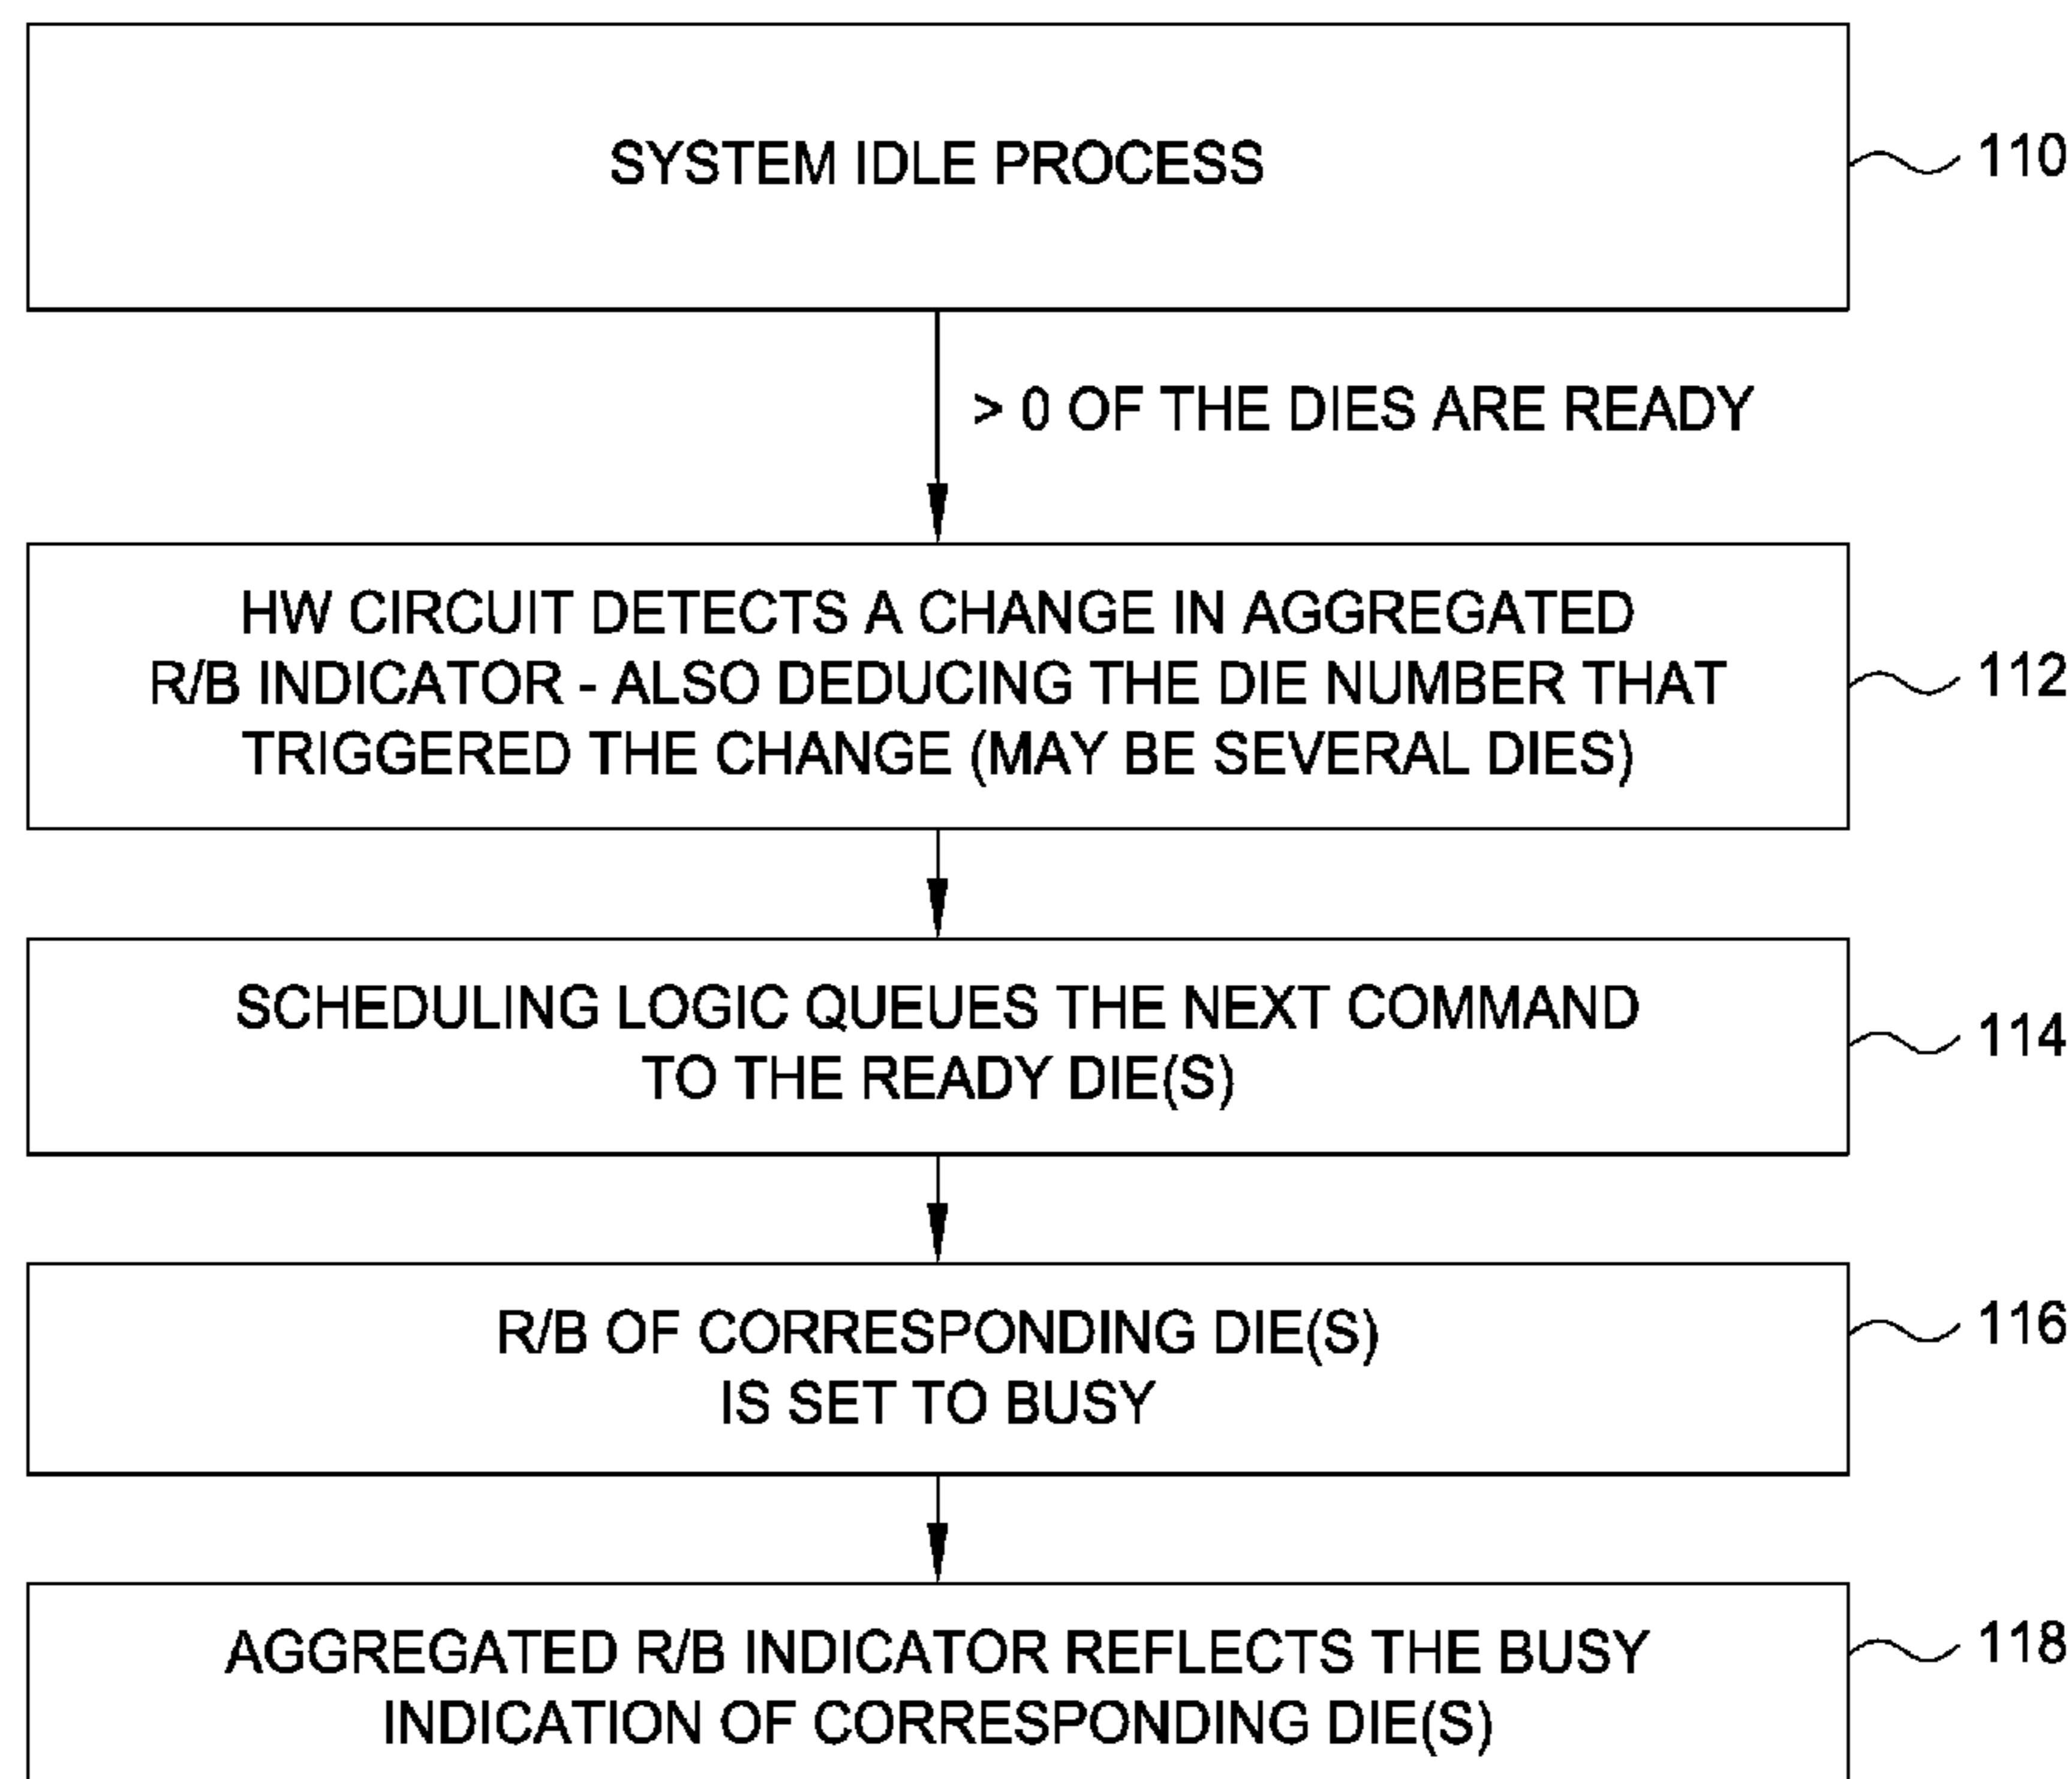 SYSTEM IDLE PROCESS
110
> 0 OF THE DIES ARE READY
HW CIRCUIT DETECTS A CHANGE IN AGGREGATED
R/B INDICATOR - ALSO DEDUCING THE DIE NUMBER THAT
TRIGGERED THE CHANGE (MAY BE SEVERAL DIES)
112
SCHEDULING LOGIC QUEUES THE NEXT COMMAND
TO THE READY DIE(S)
114
R/B OF CORRESPONDING DIE(S)
IS SET TO BUSY
116
AGGREGATED R/B INDICATOR REFLECTS THE BUSY
INDICATION OF CORRESPONDING DIE(S)
118